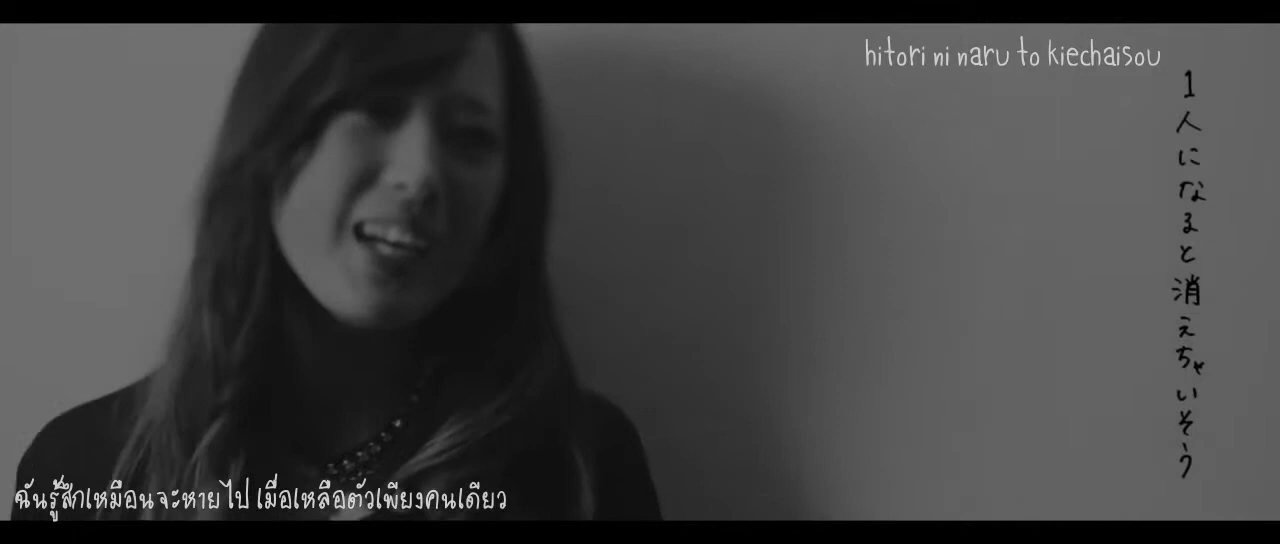 hitori ni naru to kiechaisou
1人になると消えちゃいそう
ฉันรู้สึกเหมือนจะหายไป เมื่อเหลือตัวเพียงคนเดียว